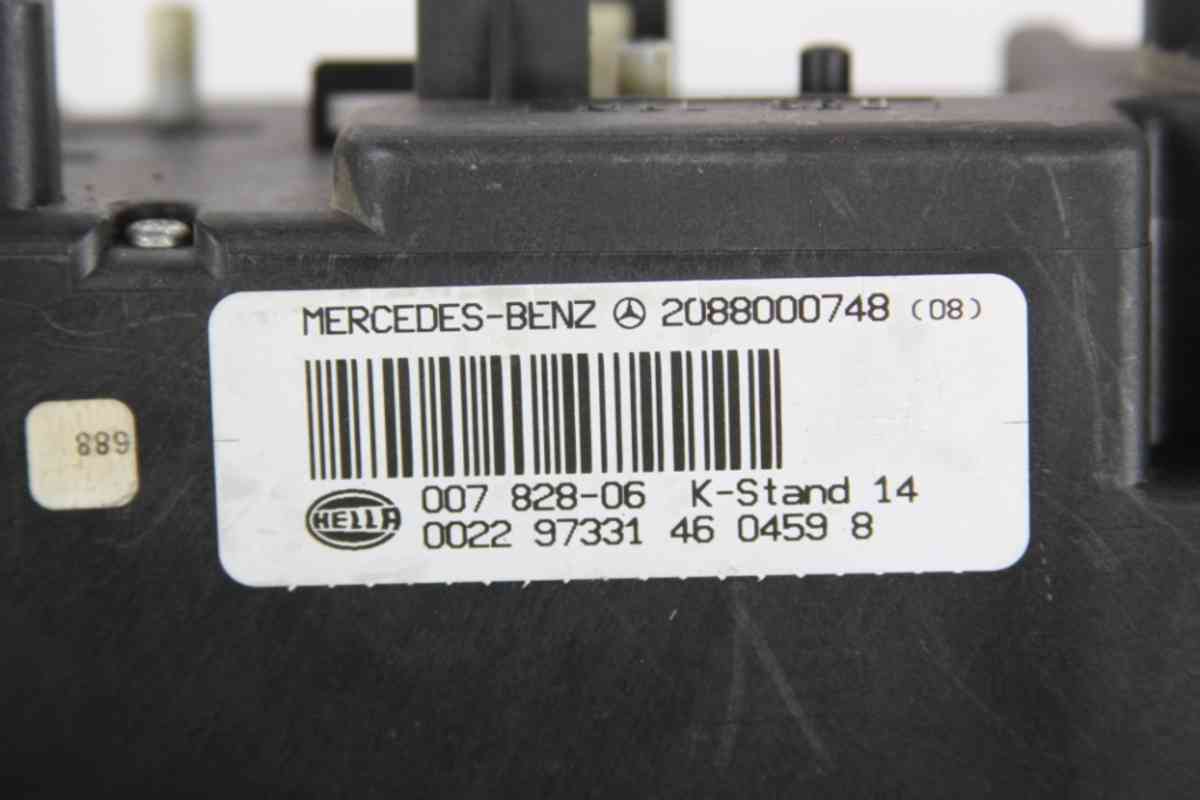 MERCEDES-BENZ 2088000748 (08)
007 828-06 K-Stand 14
HELLA
0022 97331 46 0459 8
889